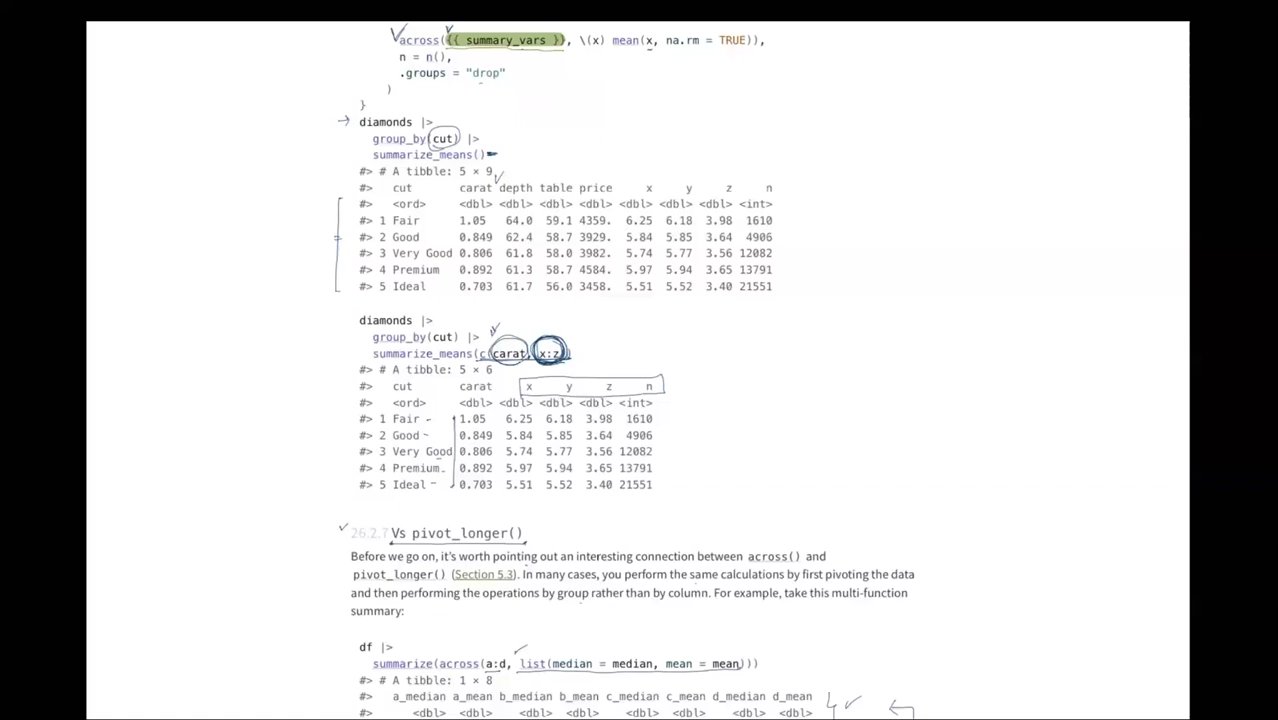 across({{ summary_vars }}, \(x) mean(x, na.rm = TRUE)),
n = n(),
.groups = "drop"
)
}
diamonds |>
group_by(cut) |>
summarize_means()
#> # A tibble: 5 × 9
#> cut carat depth table price x y z n
#> <ord> <dbl> <dbl> <dbl> <dbl> <dbl> <dbl> <dbl> <int>
#> 1 Fair 1.05 64.0 59.1 4359. 6.25 6.18 3.98 1610
#> 2 Good 0.849 62.4 58.7 3929. 5.84 5.85 3.64 4906
#> 3 Very Good 0.806 61.8 58.0 3982. 5.74 5.77 3.56 12082
#> 4 Premium 0.892 61.3 58.7 4584. 5.97 5.94 3.65 13791
#> 5 Ideal 0.703 61.7 56.0 3458. 5.51 5.52 3.40 21551
diamonds |>
group_by(cut) |>
summarize_means(c(carat, x:z))
#> # A tibble: 5 × 6
#> cut carat x y z n
#> <ord> <dbl> <dbl> <dbl> <dbl> <int>
#> 1 Fair 1.05 6.25 6.18 3.98 1610
#> 2 Good 0.849 5.84 5.85 3.64 4906
#> 3 Very Good 0.806 5.74 5.77 3.56 12082
#> 4 Premium 0.892 5.97 5.94 3.65 13791
#> 5 Ideal 0.703 5.51 5.52 3.40 21551
26.2.7 Vs pivot_longer()
Before we go on, it's worth pointing out an interesting connection between across() and
pivot_longer() (Section 5.3). In many cases, you perform the same calculations by first pivoting the data
and then performing the operations by group rather than by column. For example, take this multi-function
summary:
df |>
summarize(across(a:d, list(median = median, mean = mean)))
#> # A tibble: 1 × 8
#> a_median a_mean b_median b_mean c_median c_mean d_median d_mean
#> <dbl> <dbl> <dbl> <dbl> <dbl> <dbl> <dbl> <dbl>